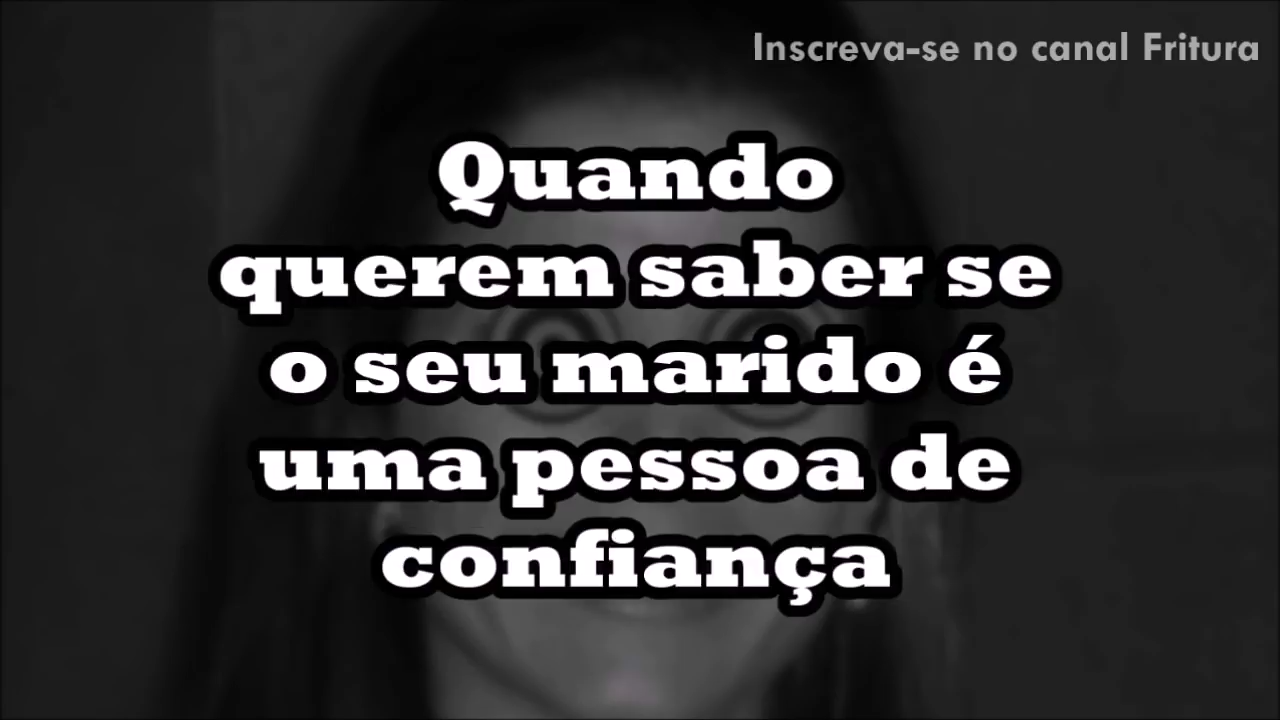 Inscreva-se no canal Fritura
Quando
querem saber se
o seu marido é
uma pessoa de
confiança